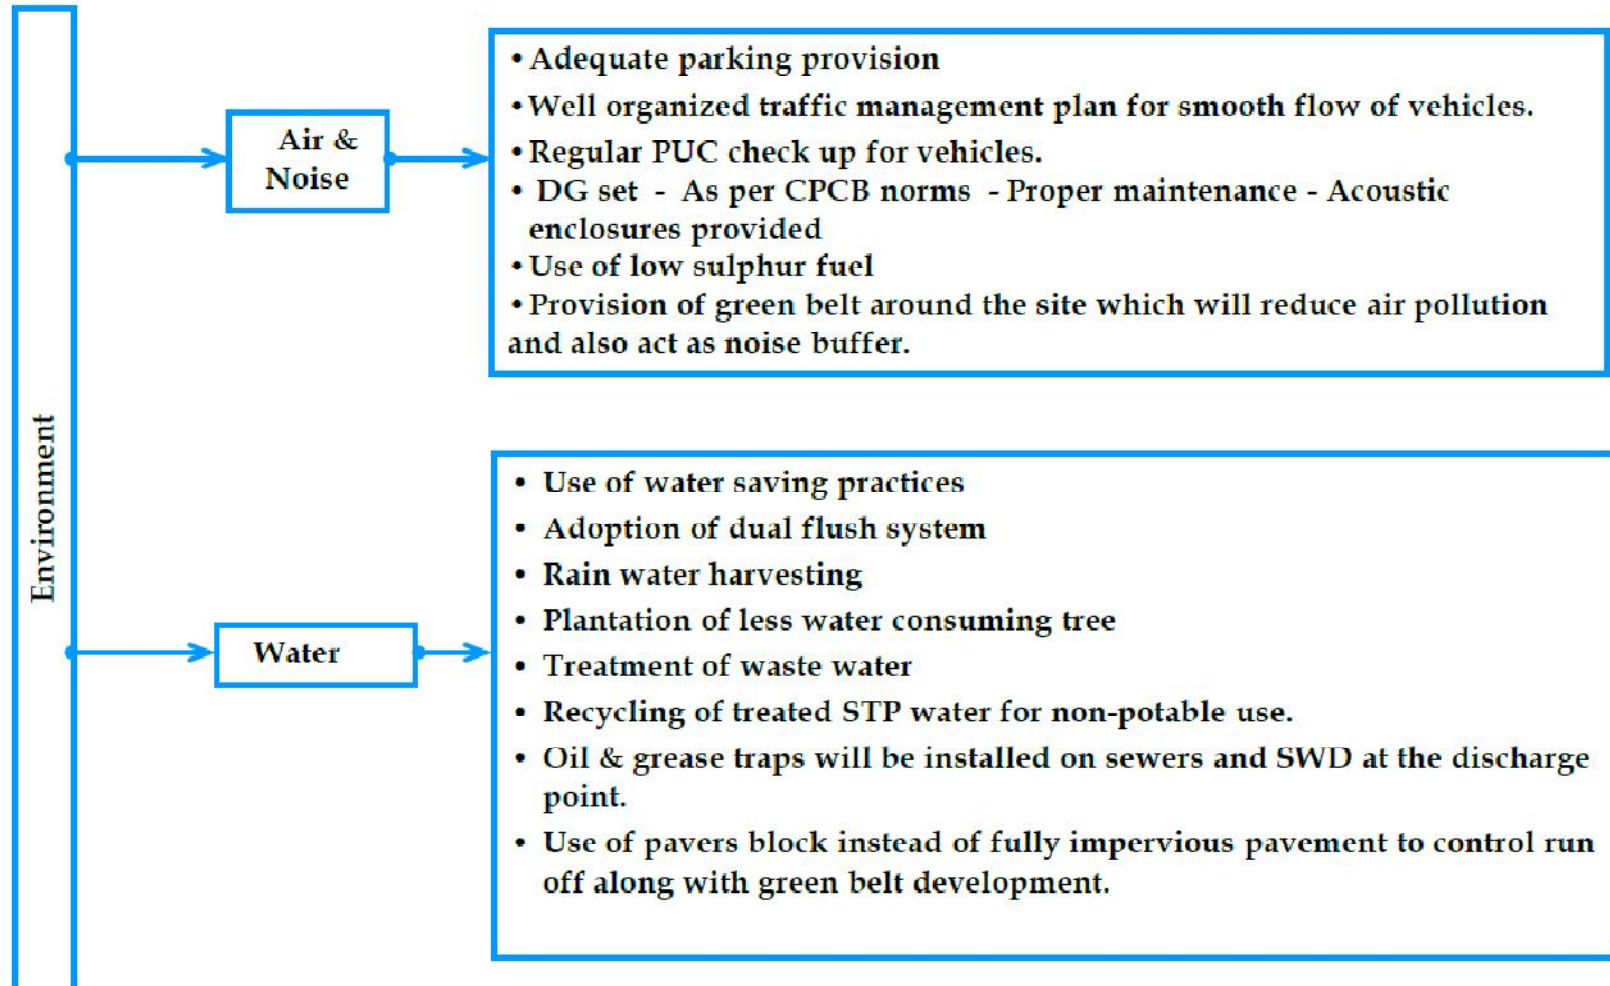 Environment
Air &
Noise
•Adequate parking provision
•Well organized traffic management plan for smooth flow of vehicles.
•Regular PUC check up for vehicles.
• DG set - As per CPCB norms - Proper maintenance - Acoustic
enclosures provided
•Use of low sulphur fuel
•Provision of green belt around the site which will reduce air pollution
and also act as noise buffer.
Water
• Use of water saving practices
• Adoption of dual flush system
• Rain water harvesting
• Plantation of less water consuming tree
• Treatment of waste water
• Recycling of treated STP water for non-potable use.
• Oil & grease traps will be installed on sewers and SWD at the discharge
point.
• Use of pavers block instead of fully impervious pavement to control run
off along with green belt development.